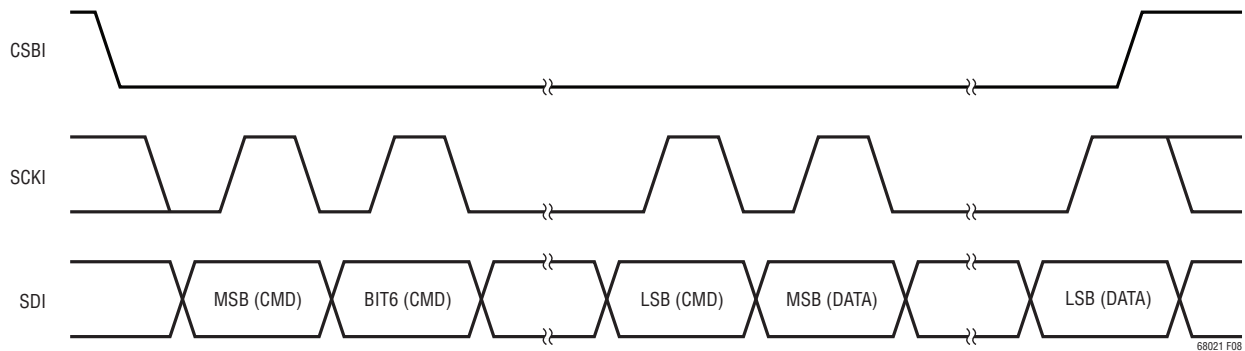 CSBI
SCKI
SDI
MSB (CMD)
BIT6 (CMD)
LSB (CMD)
MSB (DATA)
LSB (DATA)
68021 F08